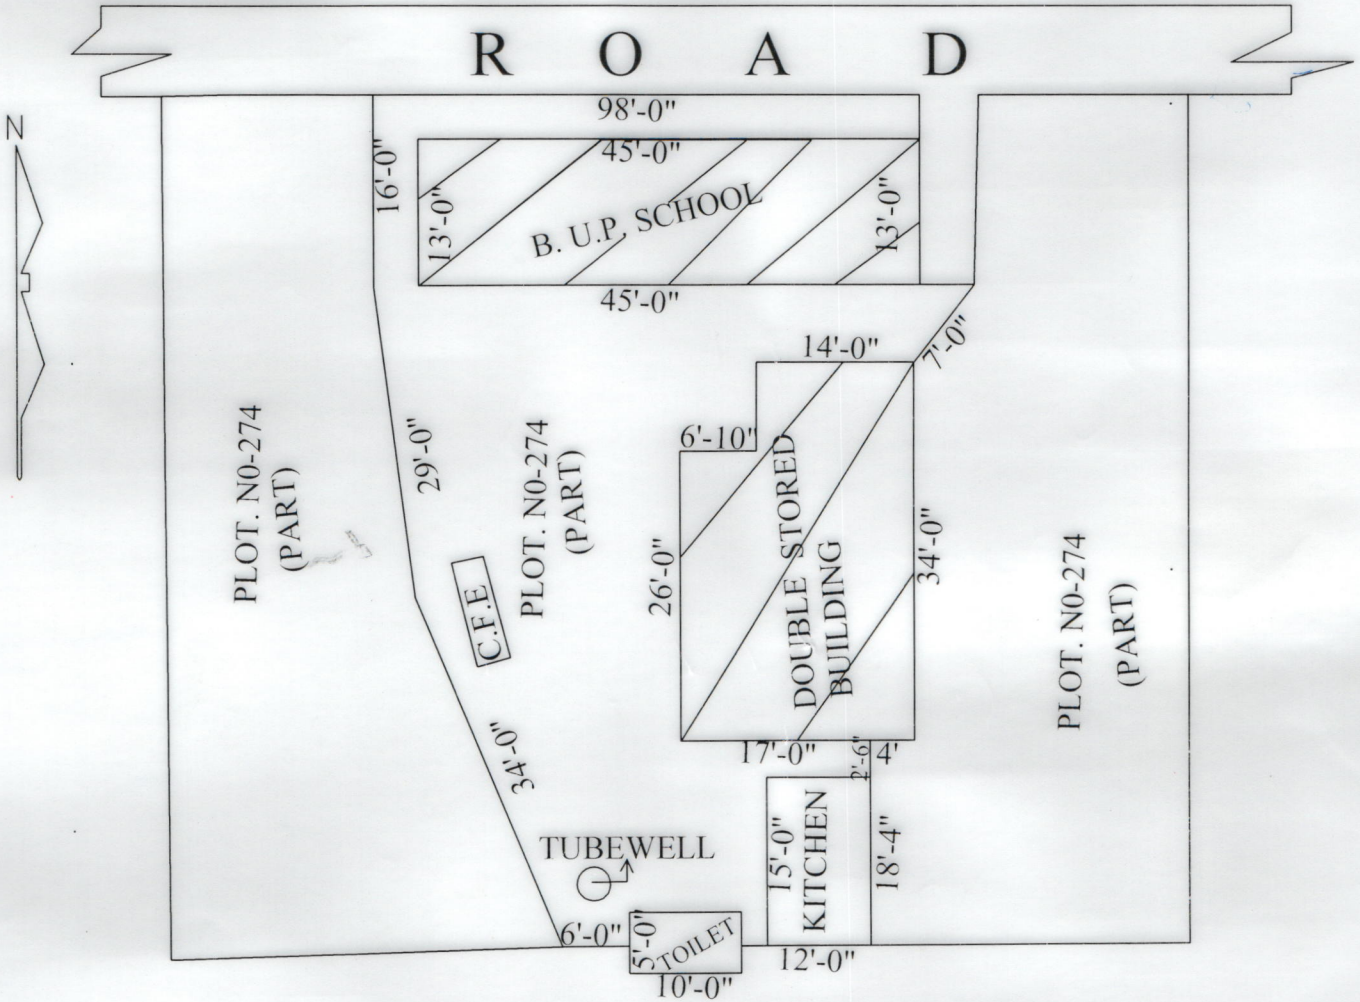 R O A D
N
98'-0"
16'-0"
45'-0"
13'-0"
B. U.P. SCHOOL
13'-0"
45'-0"
7'-0"
14'-0"
6'-10"
29'-0"
PLOT. N0-274
(PART)
PLOT. N0-274
(PART)
C.F.E
26'-0"
DOUBLE STORED
BUILDING
34'-0"
PLOT. N0-274
(PART)
34'-0"
17'-0"
2'-6"
4'
TUBEWELL
15'-0"
KITCHEN
18'-4"
6'-0"
5'-0"
TOILET
10'-0"
12'-0"